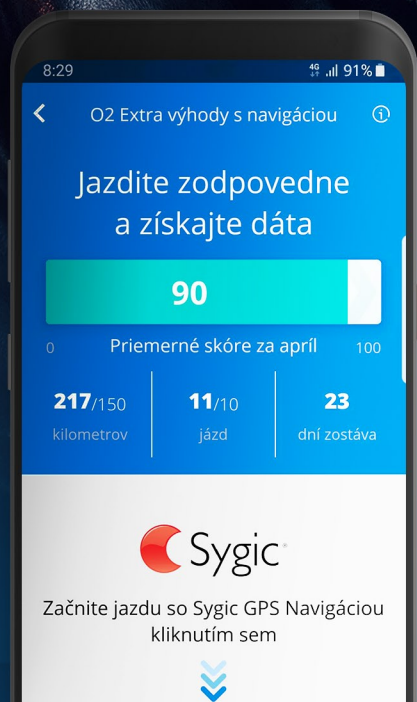 8:29 4G 91%
O2 Extra výhody s navigáciou
Jazdite zodpovedne
a získajte dáta
90
0 Priemerné skóre za apríl 100
217/150 11/10 23
kilometrov jázd dní zostáva
Sygic
Začnite jazdu so Sygic GPS Navigáciou
kliknutím sem